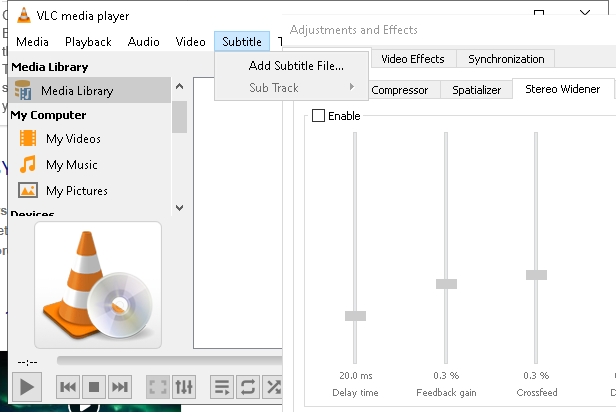 VLC media player
Media Playback Audio Video Subtitle
Add Subtitle File...
Sub Track
Media Library
Media Library
My Computer
My Videos
My Music
My Pictures
Devices
--:--
Adjustments and Effects
Video Effects Synchronization
Compressor Spatializer Stereo Widener
Enable
20.0 ms 0.3 % 0.3 %
Delay time Feedback gain Crossfeed